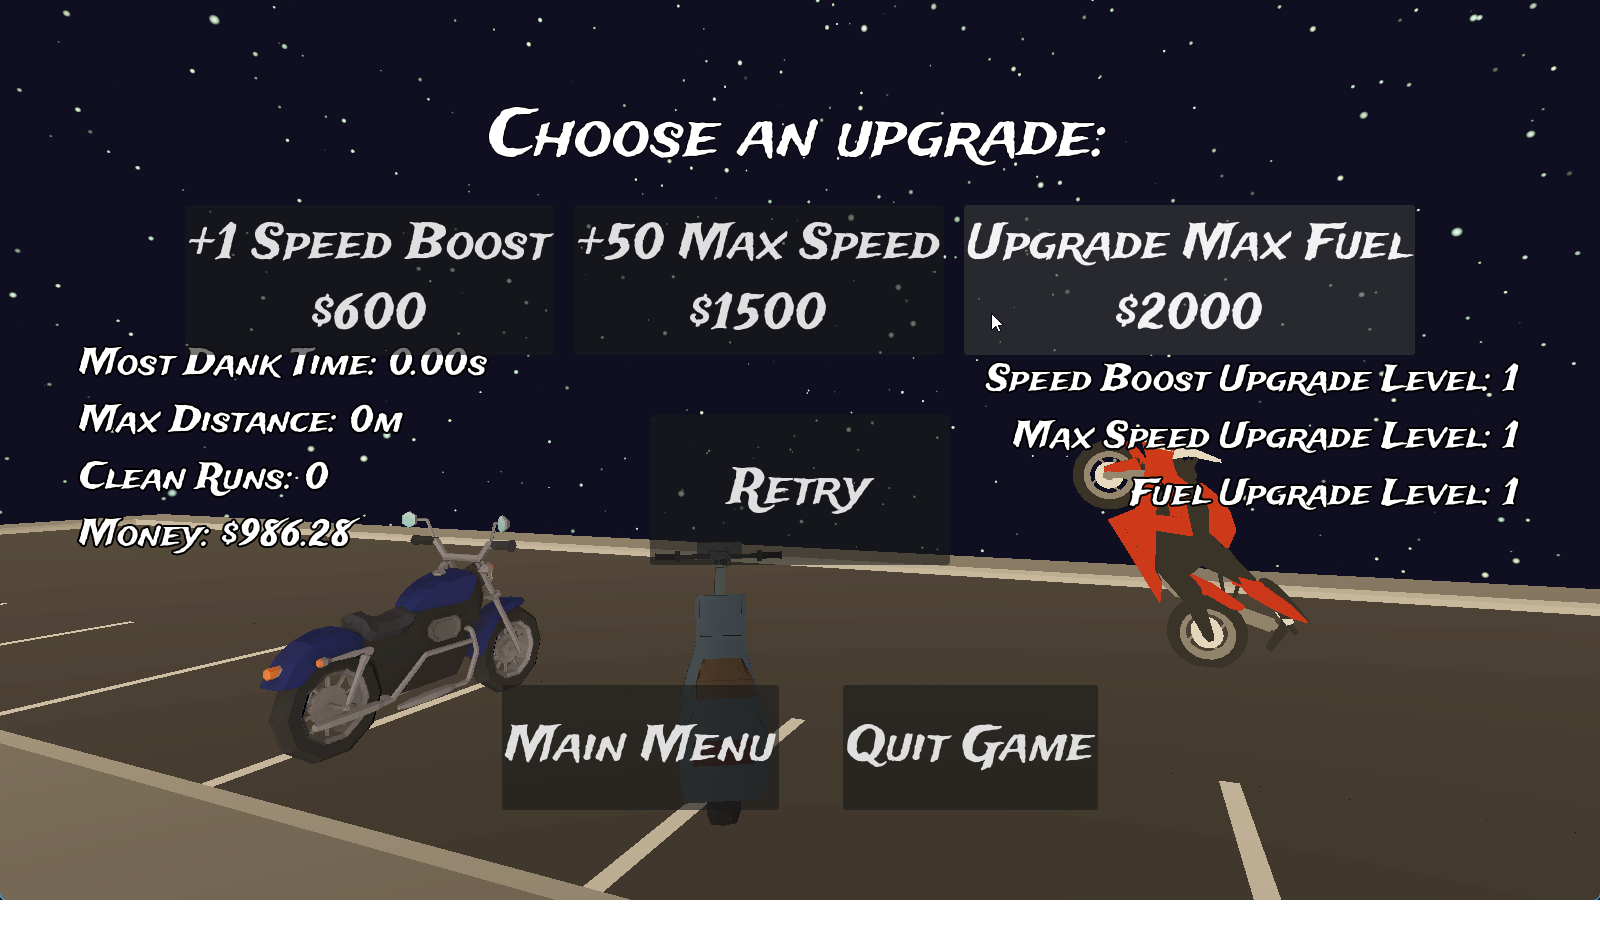 Choose an upgrade:
+1 Speed Boost
$600
+50 Max Speed
$1500
Upgrade Max Fuel
$2000
Most Dank Time: 0.00s
Max Distance: 0m
Clean Runs: 0
Money: $986.28
Speed Boost Upgrade Level: 1
Max Speed Upgrade Level: 1
Fuel Upgrade Level: 1
Retry
Main Menu
Quit Game